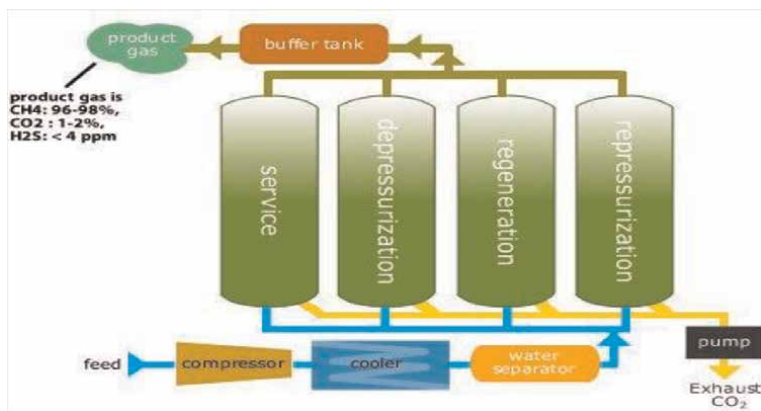 product
gas
buffer tank
product gas is
CH4: 96-98%,
CO2 : 1-2%,
H2S: < 4 ppm
service
depressurization
regeneration
repressurization
feed
compressor
cooler
water
separator
pump
Exhaust
CO₂